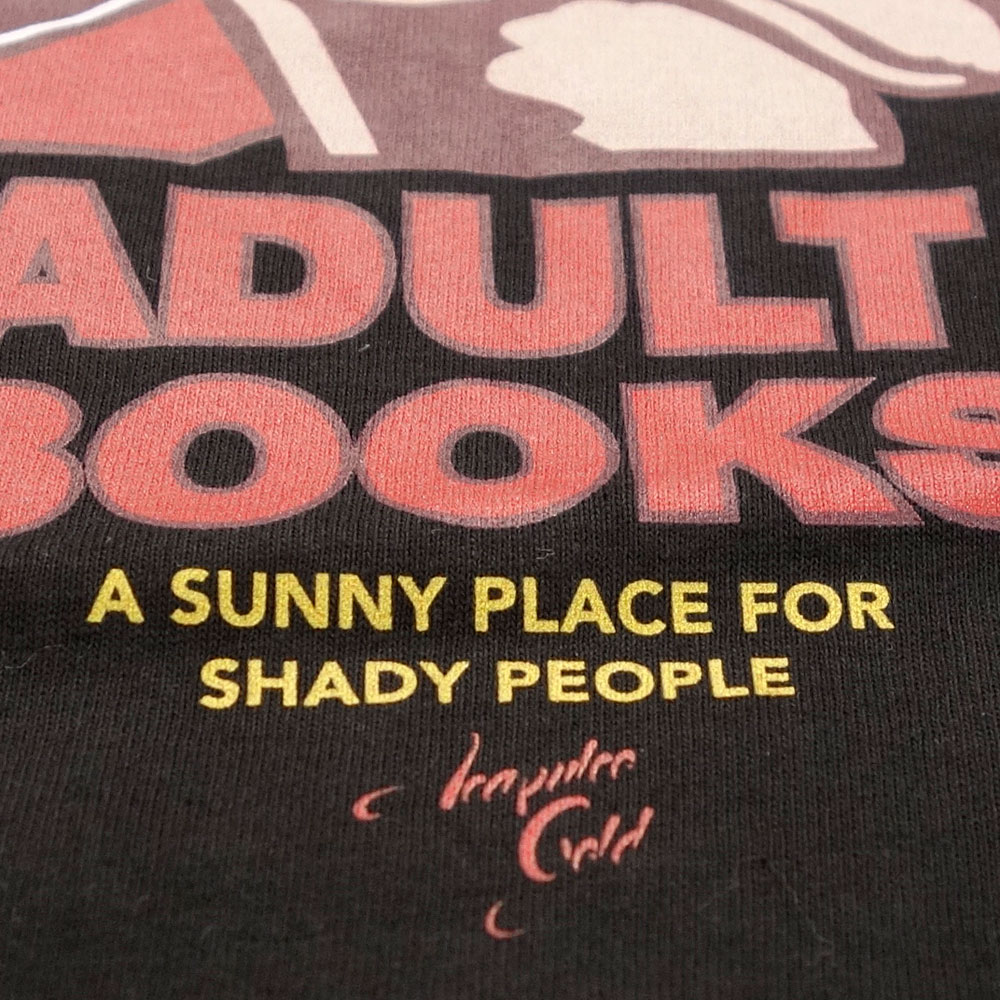 ADULT
BOOKS
A SUNNY PLACE FOR
SHADY PEOPLE